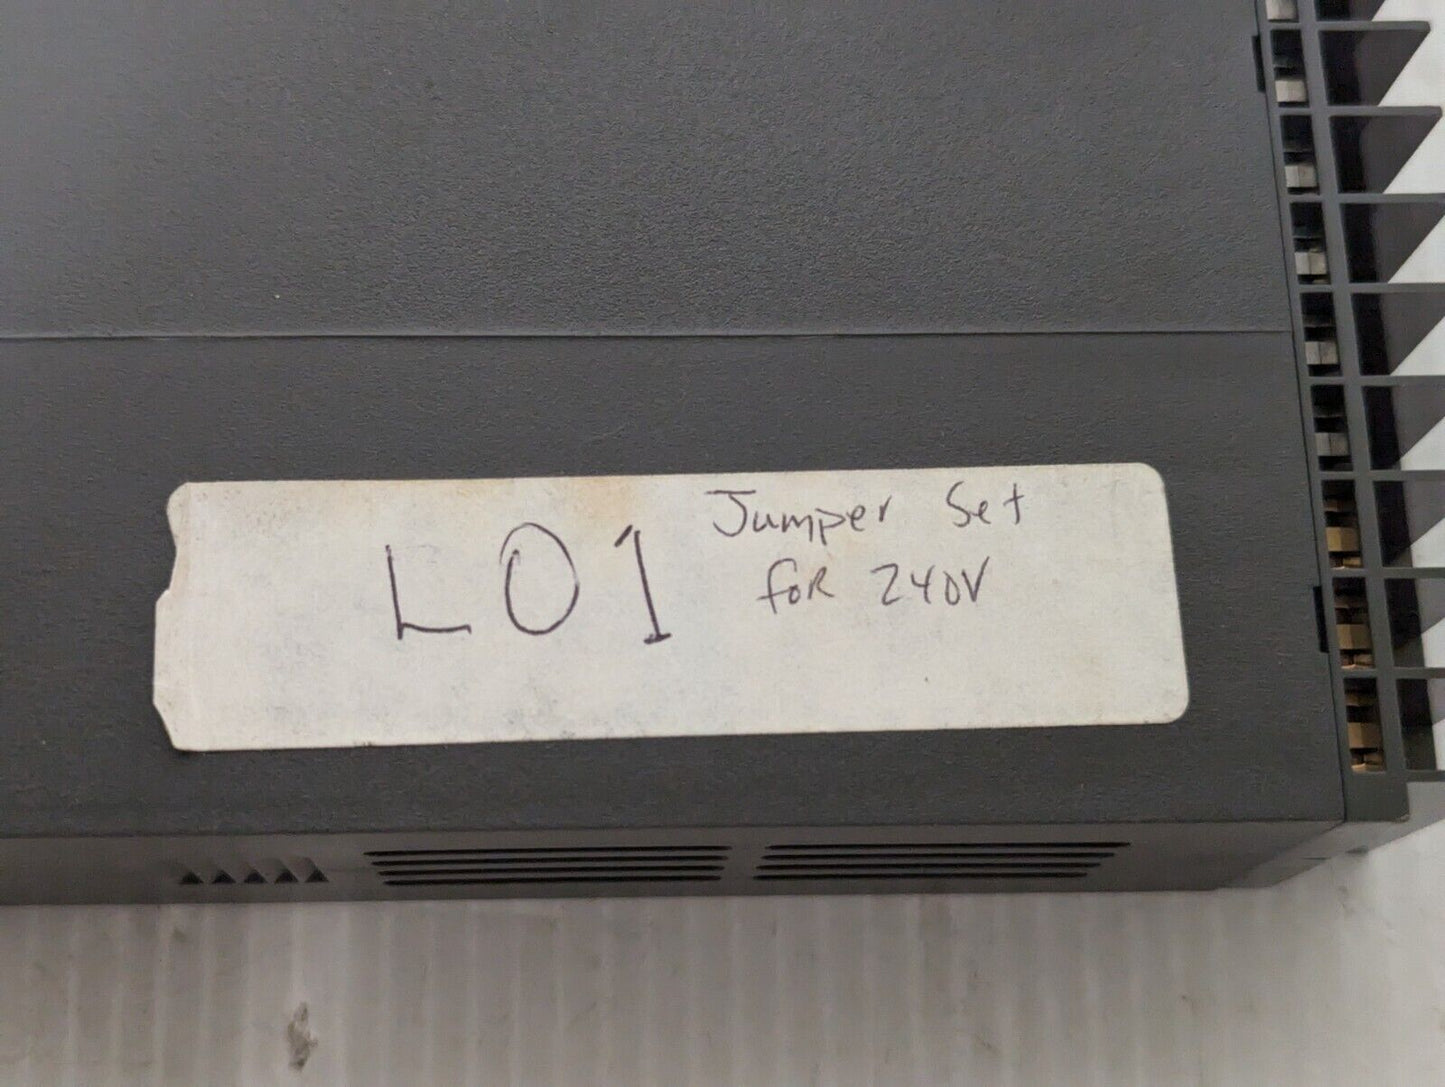 L01
Jumper Set
foR 240V